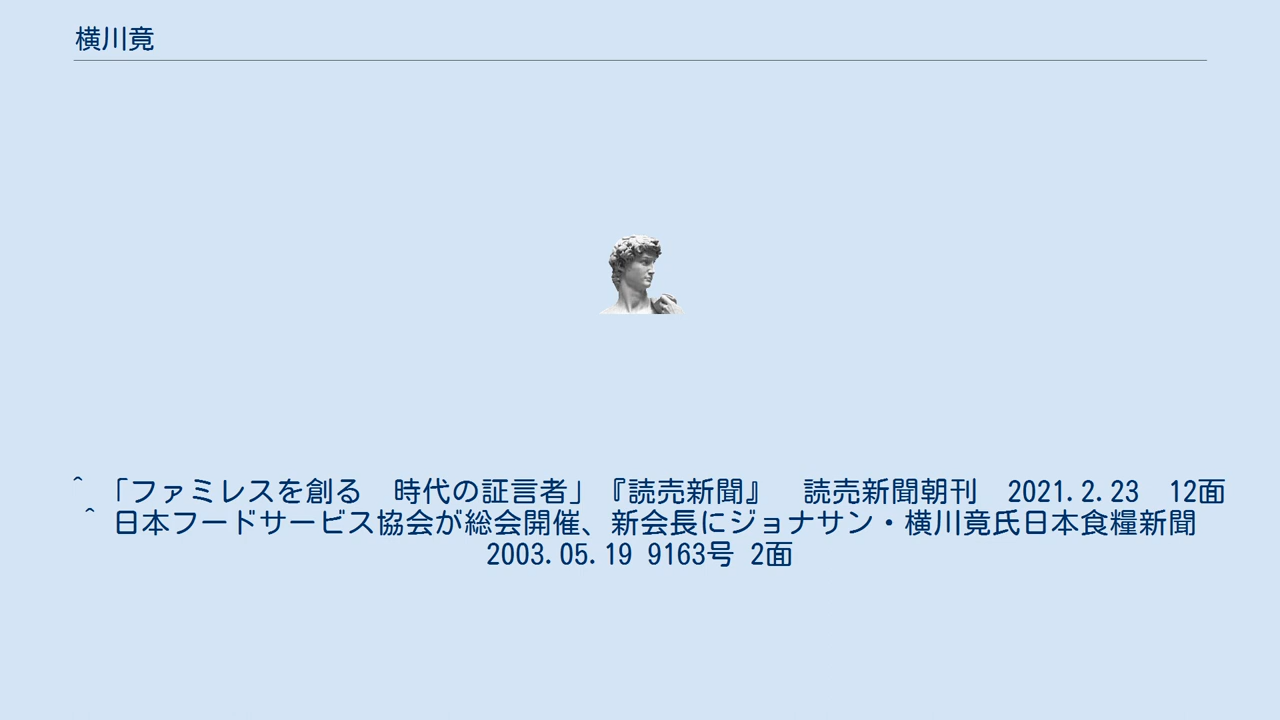 横川竟
^ 「ファミレスを創る　時代の証言者」『読売新聞』　読売新聞朝刊　2021.2.23　12面
^ 日本フードサービス協会が総会開催、新会長にジョナサン・横川竟氏日本食糧新聞
2003.05.19 9163号 2面